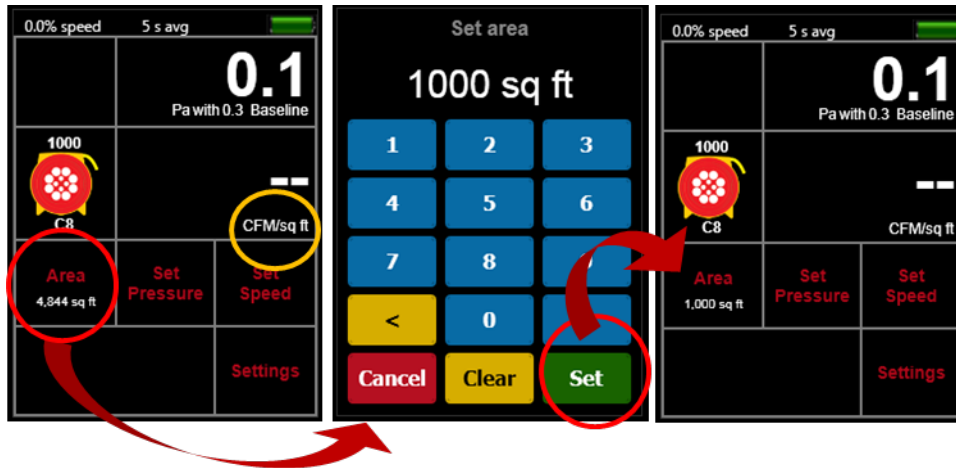 0.0% speed 5 s avg
0.1
Pa with 0.3 Baseline
1000
C8
--
CFM/sq ft
Area
4,844 sq ft
Set
Pressure
Set
Speed
Settings
Set area
1000 sq ft
1 2 3
4 5 6
7 8 9
< 0
Cancel Clear Set
0.0% speed 5 s avg
0.1
Pa with 0.3 Baseline
1000
C8
--
CFM/sq ft
Area
1,000 sq ft
Set
Pressure
Set
Speed
Settings